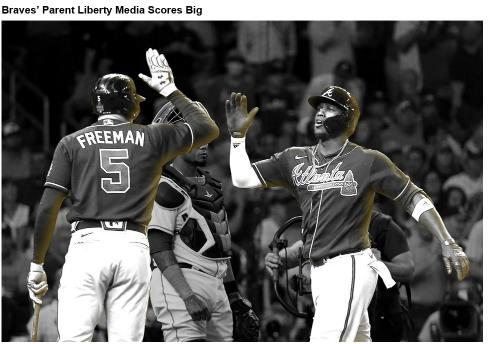 Braves' Parent Liberty Media Scores Big
FREEMAN
5
Atlanta